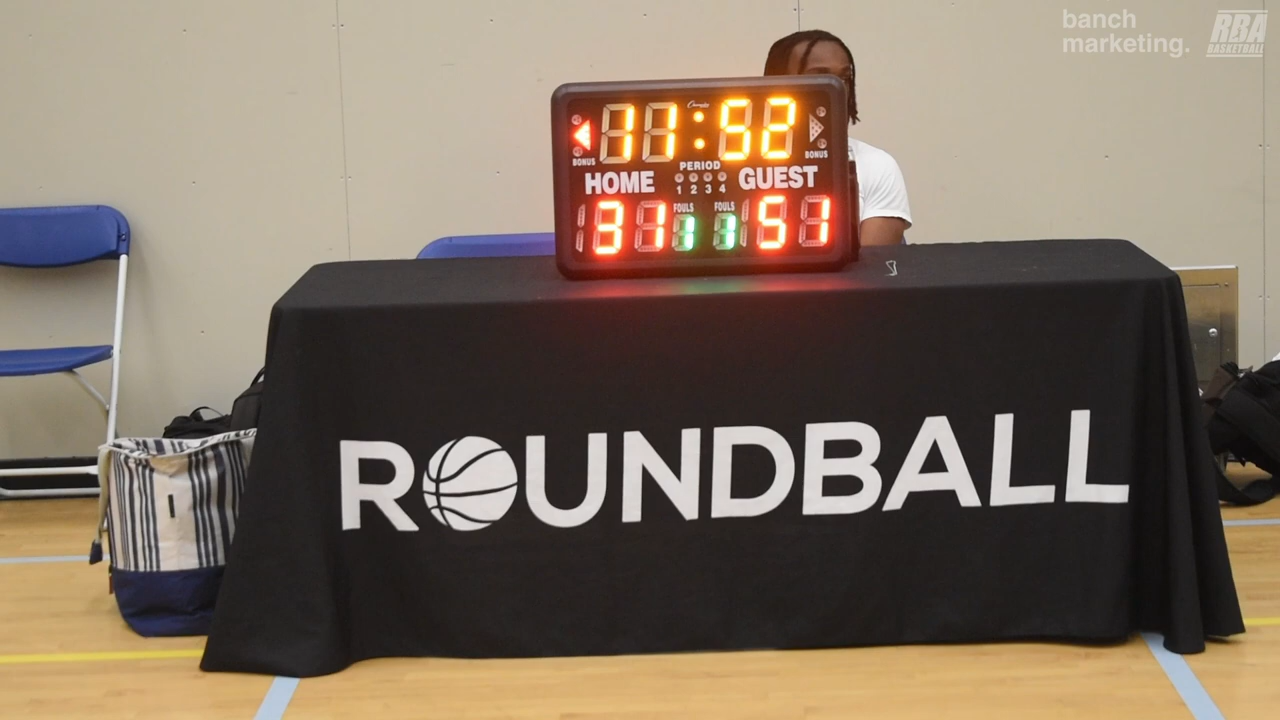 banch
marketing.
RBA
BASKETBALL
11:52
BONUS
PERIOD
BONUS
HOME
1 2 3 4
GUEST
FOULS
FOULS
31
1
1
51
ROUNDBALL